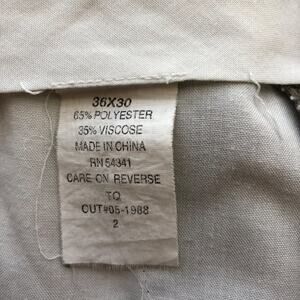 36X30
65% POLYESTER
35% VISCOSE
MADE IN CHINA
RN 54341
CARE ON REVERSE
TQ
CUT#05-1988
2